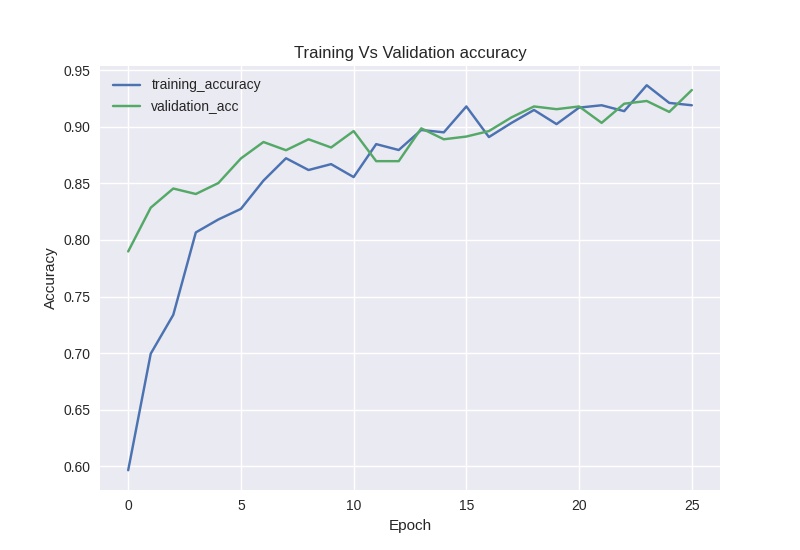 Training Vs Validation accuracy
0.95
training_accuracy
validation_acc
0.90
0.85
0.80
0.75
0.70
0.65
0.60
Accuracy
0 5 10 15 20 25
Epoch